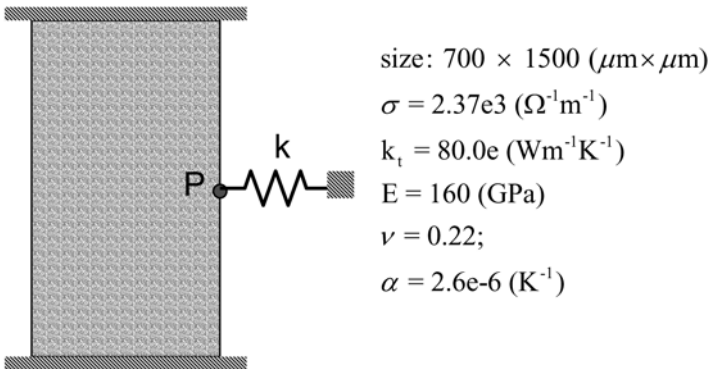 P
k
size: 700 × 1500 (μm×μm)
σ = 2.37e3 (Ω⁻¹m⁻¹)
kₜ = 80.0e (Wm⁻¹K⁻¹)
E = 160 (GPa)
ν = 0.22;
α = 2.6e-6 (K⁻¹)